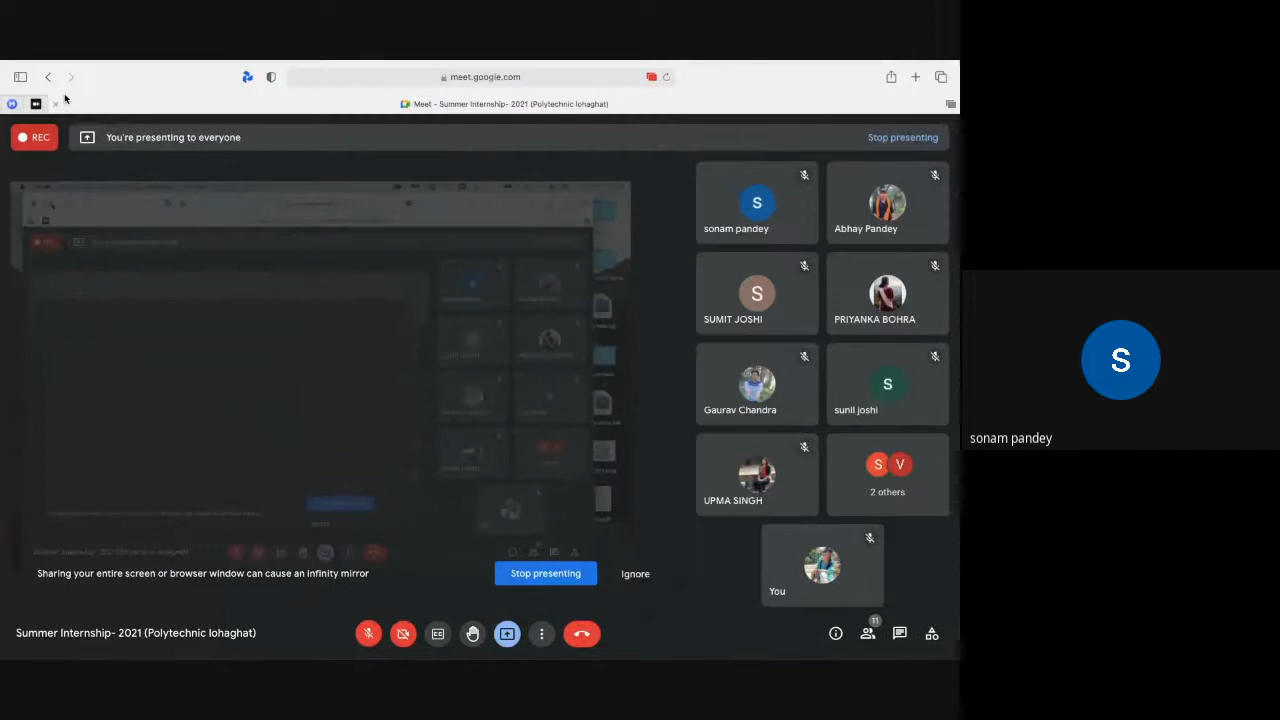 meet.google.com
Meet - Summer Internship- 2021 (Polytechnic lohaghat)
REC
You're presenting to everyone
Stop presenting
S
sonam pandey
Abhay Pandey
S
SUMIT JOSHI
PRIYANKA BOHRA
Gaurav Chandra
S
sunil joshi
UPMA SINGH
S V
2 others
You
Sharing your entire screen or browser window can cause an infinity mirror
Stop presenting
Ignore
Summer Internship- 2021 (Polytechnic lohaghat)
CC
11
S
sonam pandey